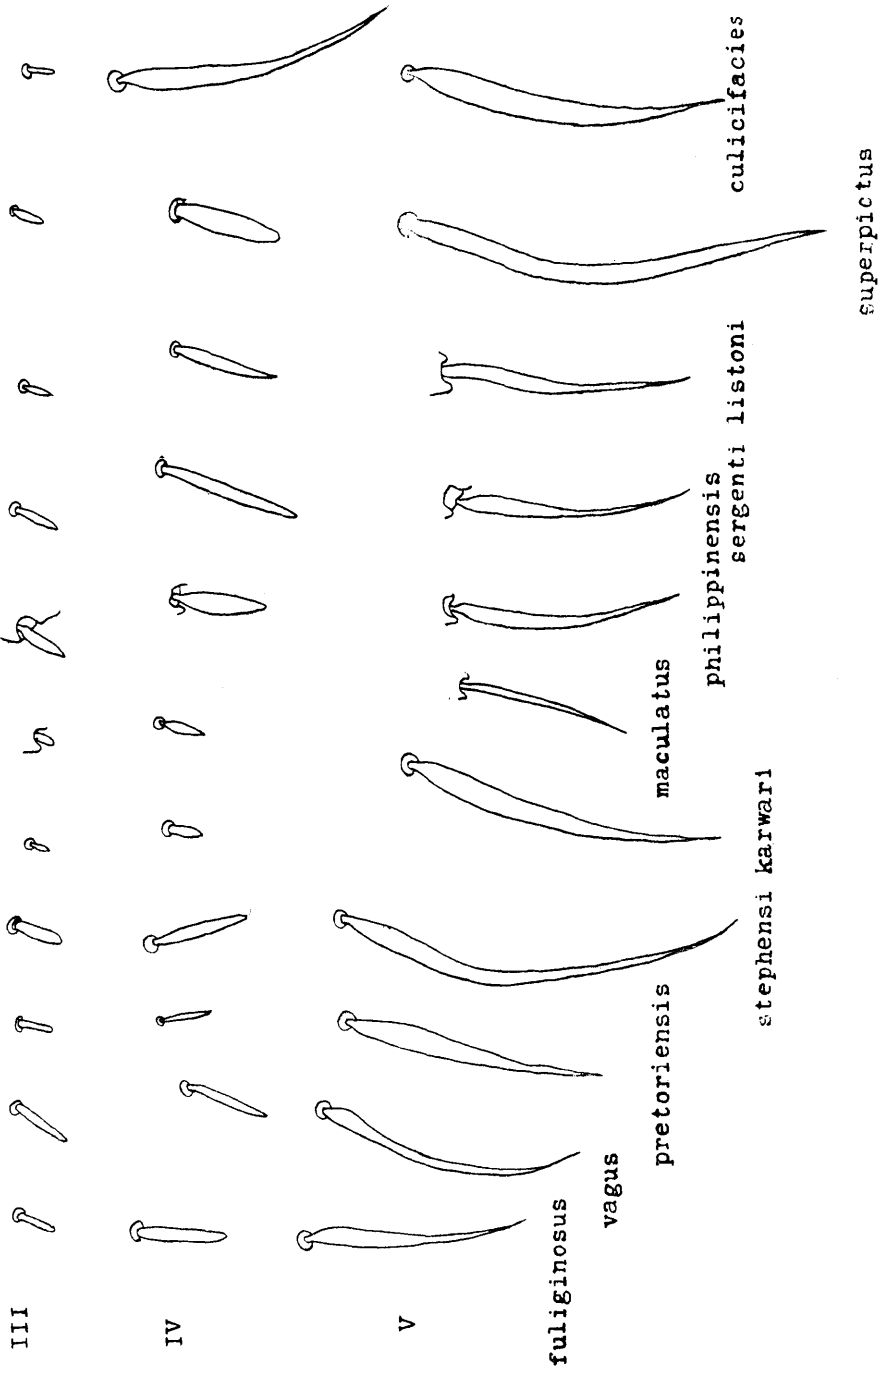 III
IV
V
fuliginosus
vagus
pretoriensis
stephensi karwari
maculatus
philippinensis
sergenti listoni
superpictus
culicifacies